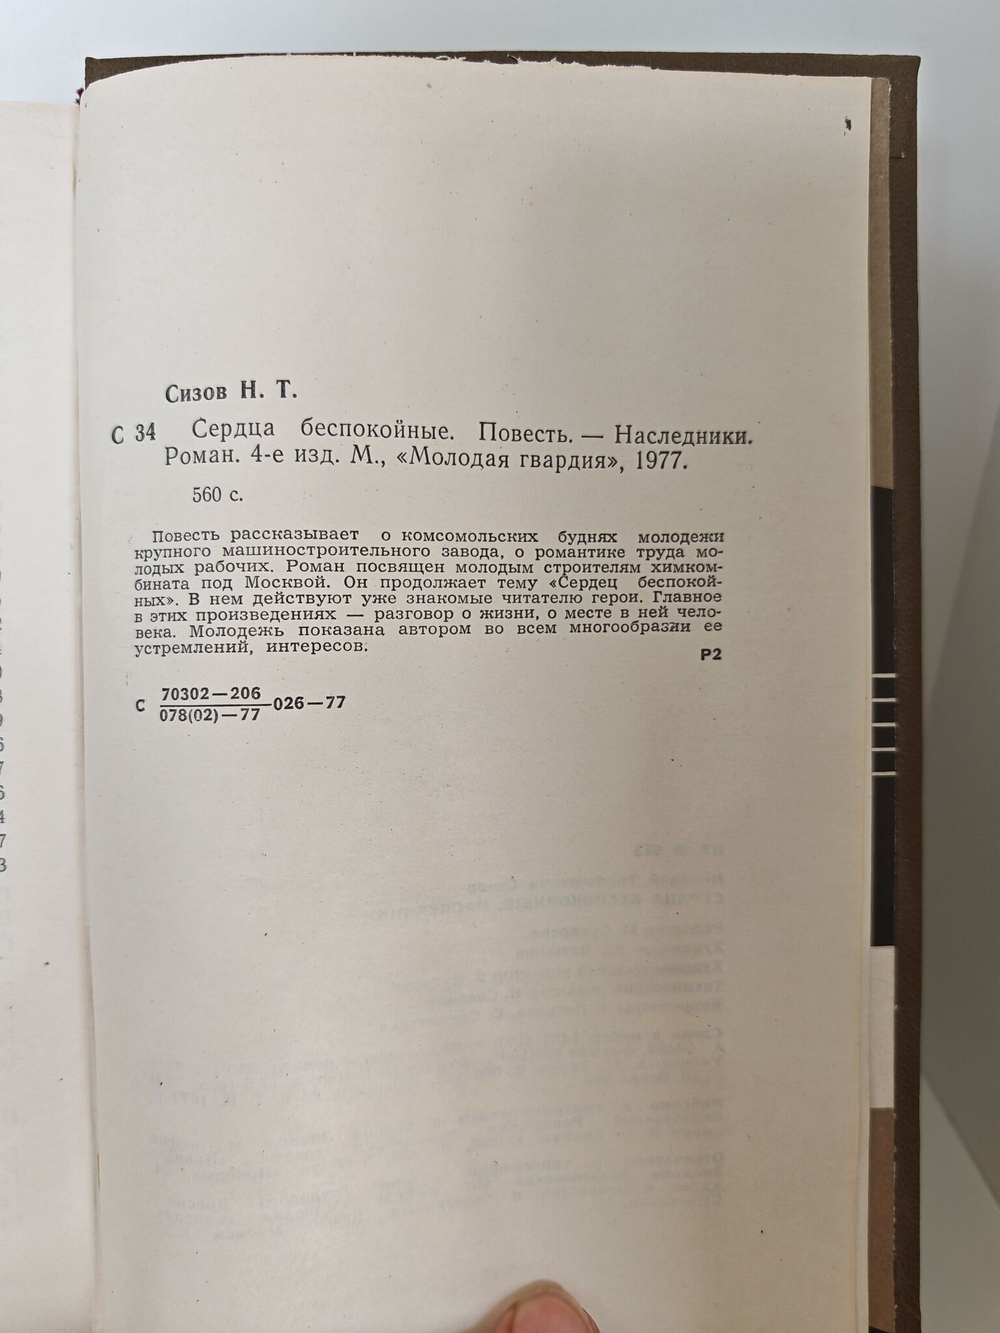 Сизов Н. Т.
С 34 Сердца беспокойные. Повесть. — Наследники.
Роман. 4-е изд. М., «Молодая гвардия», 1977.
560 с.
Повесть рассказывает о комсомольских буднях молодежи
крупного машиностроительного завода, о романтике труда мо-
лодых рабочих. Роман посвящен молодым строителям химком-
бината под Москвой. Он продолжает тему «Сердец беспокой-
ных». В нем действуют уже знакомые читателю герои. Главное
в этих произведениях — разговор о жизни, о месте в ней чело-
века. Молодежь показана автором во всем многообразии ее
устремлений, интересов.
Р2
С 70302—206
078(02)—77 —026—77